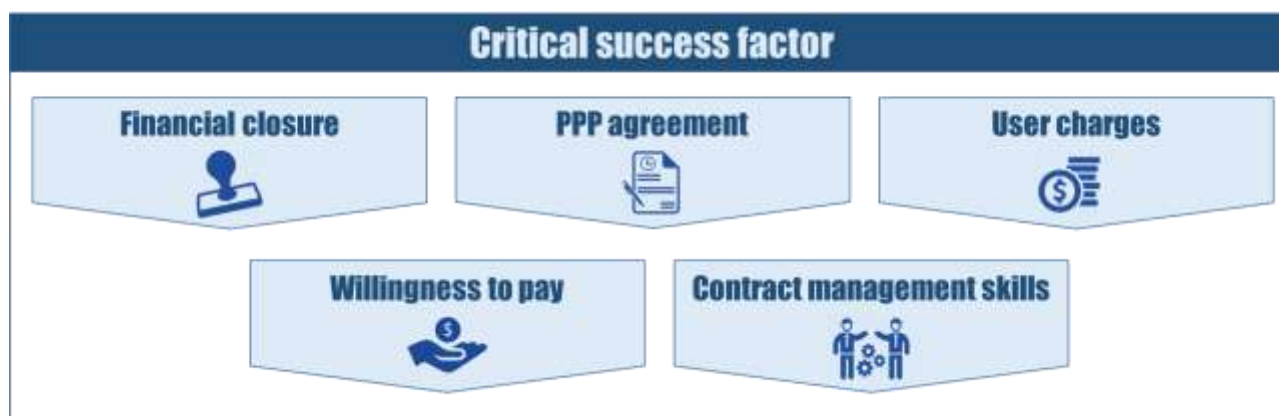 Critical success factor
Financial closure
PPP agreement
User charges
$
Willingness to pay
$
Contract management skills